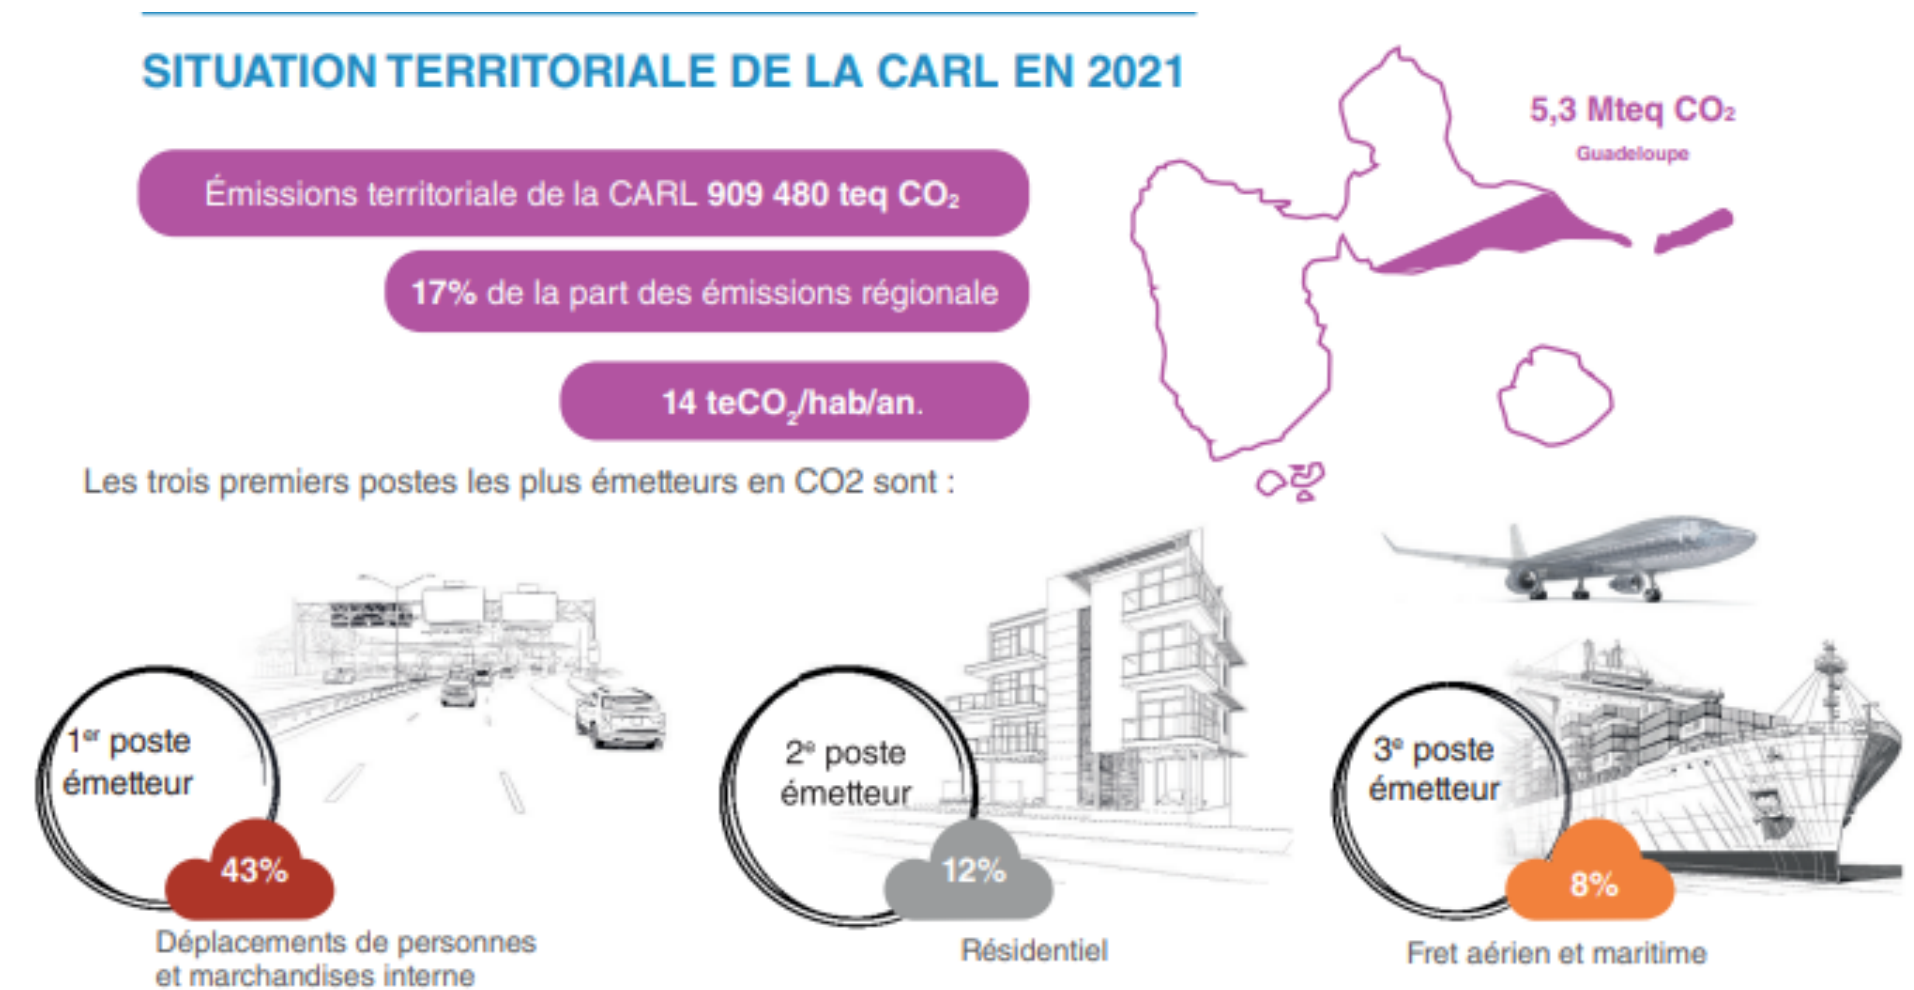 SITUATION TERRITORIALE DE LA CARL EN 2021
5,3 Mteq CO₂
Guadeloupe
Émissions territoriale de la CARL 909 480 teq CO₂
17% de la part des émissions régionale
14 teCO₂/hab/an.
Les trois premiers postes les plus émetteurs en CO2 sont :
1er poste
émetteur
43%
Déplacements de personnes
et marchandises interne
2e poste
émetteur
12%
Résidentiel
3e poste
émetteur
8%
Fret aérien et maritime